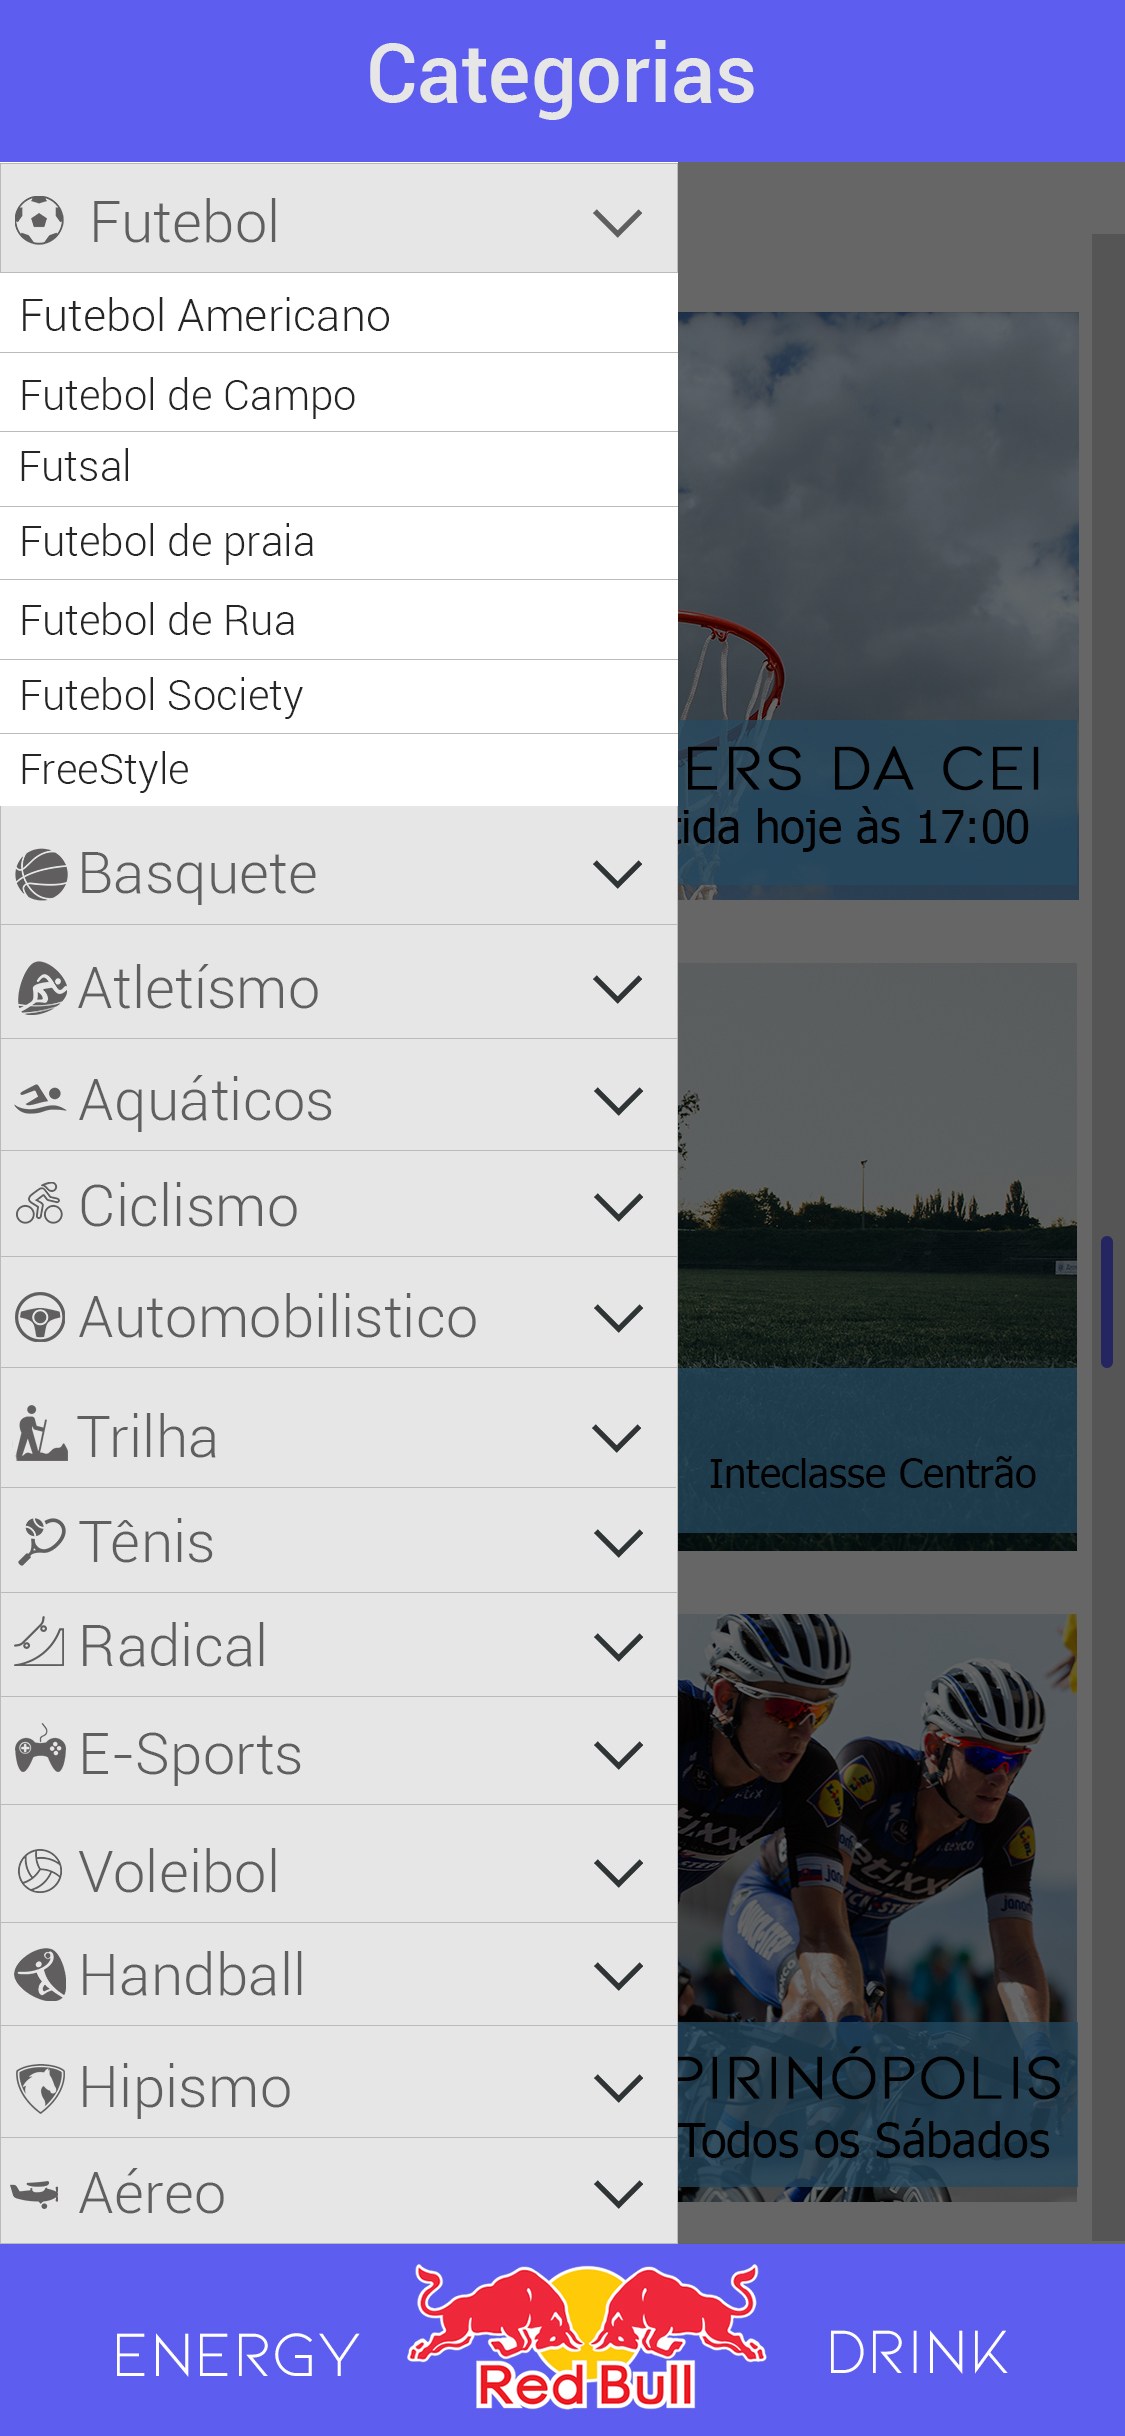 Categorias
Futebol
Futebol Americano
Futebol de Campo
Futsal
Futebol de praia
Futebol de Rua
Futebol Society
FreeStyle
Basquete
Atletísmo
Aquáticos
Ciclismo
Automobilistico
Trilha
Tênis
Radical
E-Sports
Voleibol
Handball
Hipismo
Aéreo
ERS DA CEI
tida hoje às 17:00
Inteclasse Centrão
PIRINÓPOLIS
Todos os Sábados
ENERGY
Red Bull
DRINK